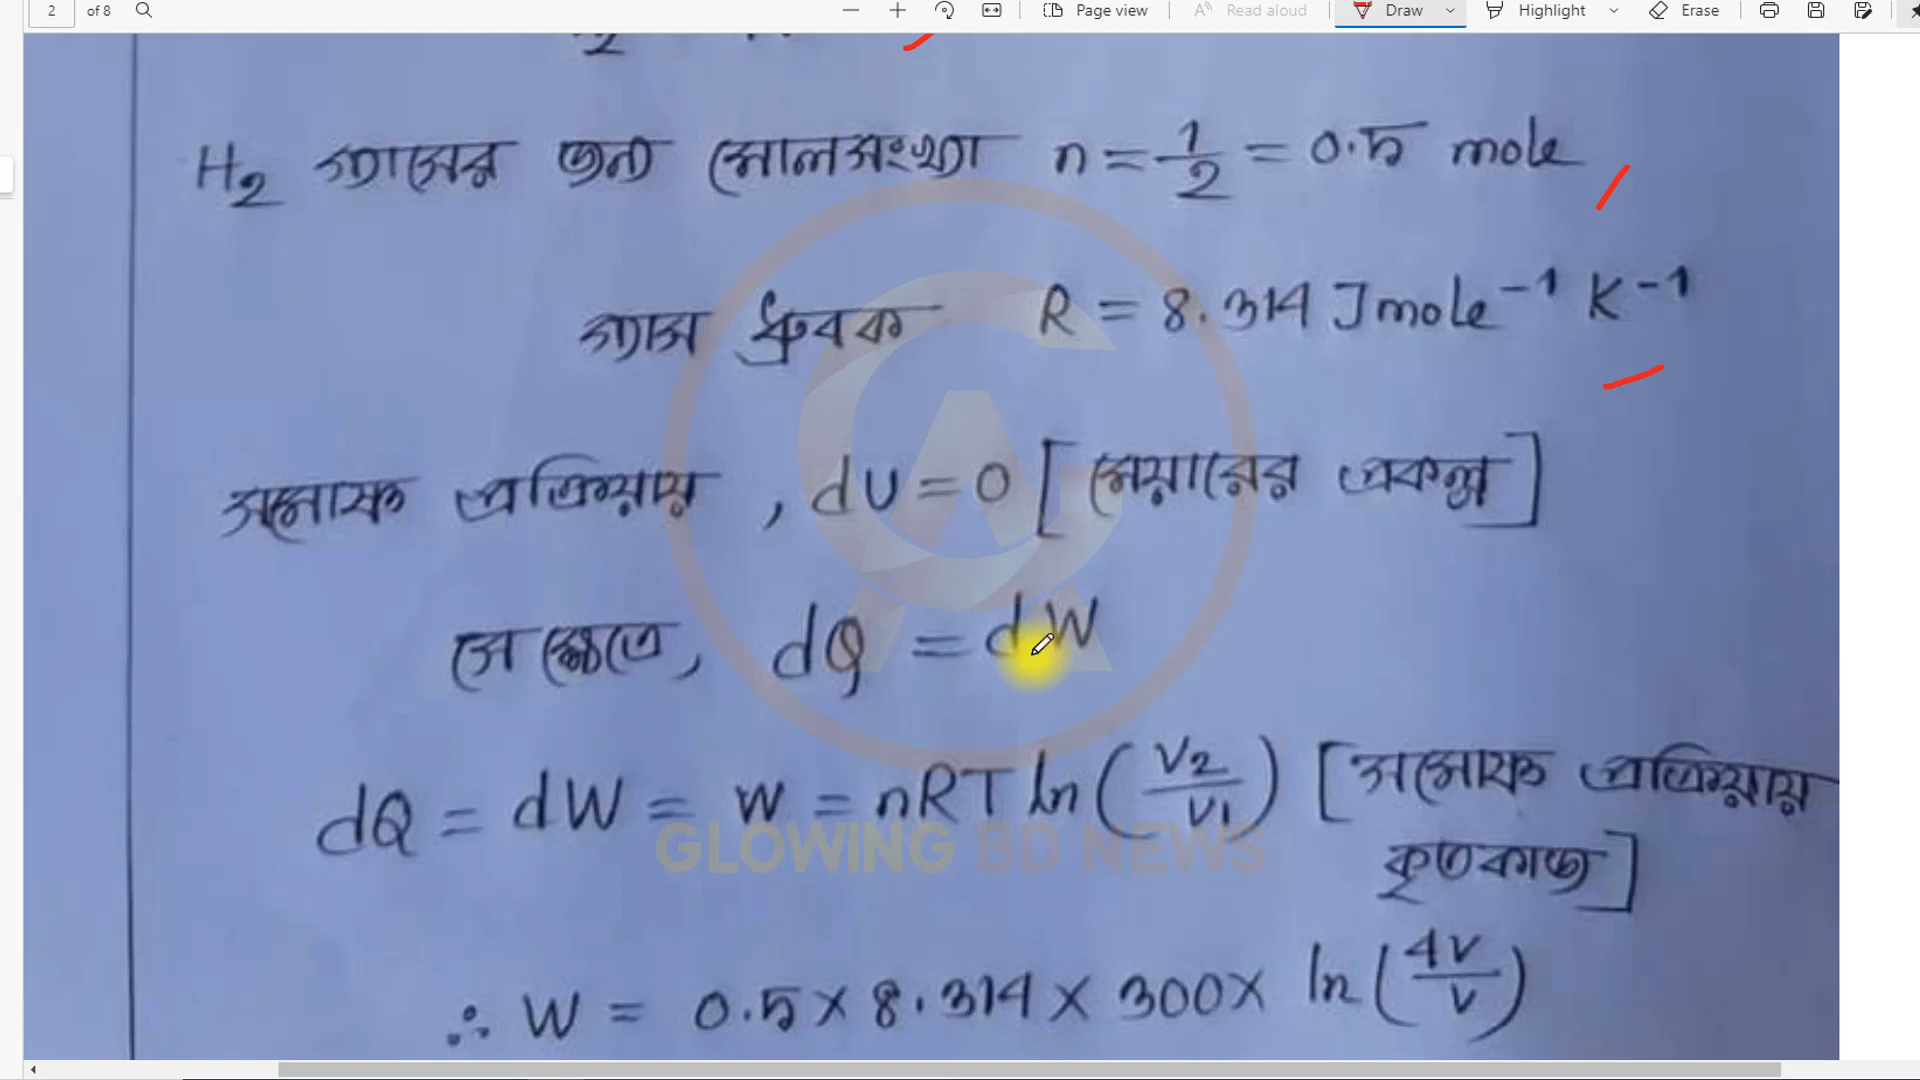 2 of 8 Page view Read aloud Draw Highlight Erase
H₂ গ্যাসের জন্য মোলসংখ্যা n = 1/2 = 0.5 mole
গ্যাস ধ্রুবক R = 8.314 J mole⁻¹ K⁻¹
সমোষ্ণ প্রক্রিয়ায়, dU = 0 [মেয়ারের প্রকল্প]
সে ক্ষেত্রে, dQ = dW
dQ = dW = W = nRT ln(V₂/V₁) [সমোষ্ণ প্রক্রিয়ায়
GLOWING BD NEWS
কৃতকাজ]
∴ W = 0.5 × 8.314 × 300 × ln(4V/V)